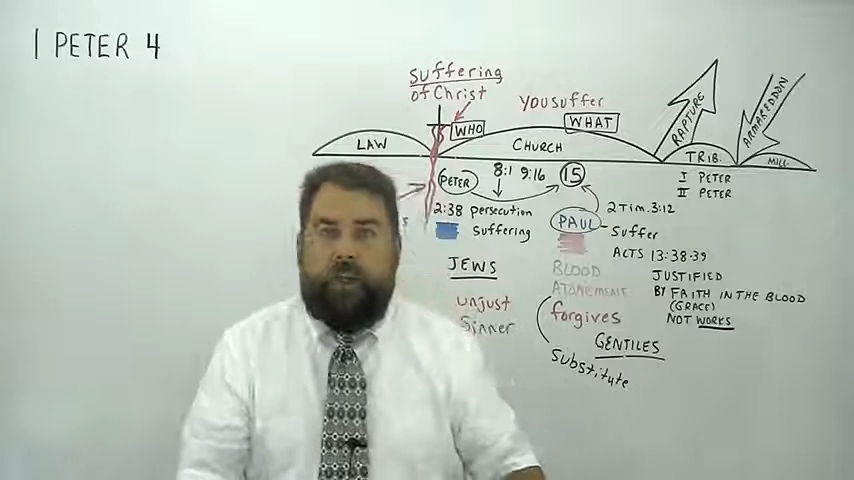 1 PETER 4
SUFFERING
of Christ
YOU SUFFER
WHO
WHAT
RAPTURE
ARMAGEDDON
LAW
CHURCH
TRIB.
MILL.
PETER
8:1 9:16
15
I PETER
II PETER
2:38 persecution
Suffering
PAUL
2 Tim. 3:12
Suffer
ACTS 13:38-39
JEWS
BLOOD
ATONEMENT
JUSTIFIED
BY FAITH IN THE BLOOD
(GRACE)
NOT WORKS
unjust
Sinner
forgives
GENTILES
Substitute